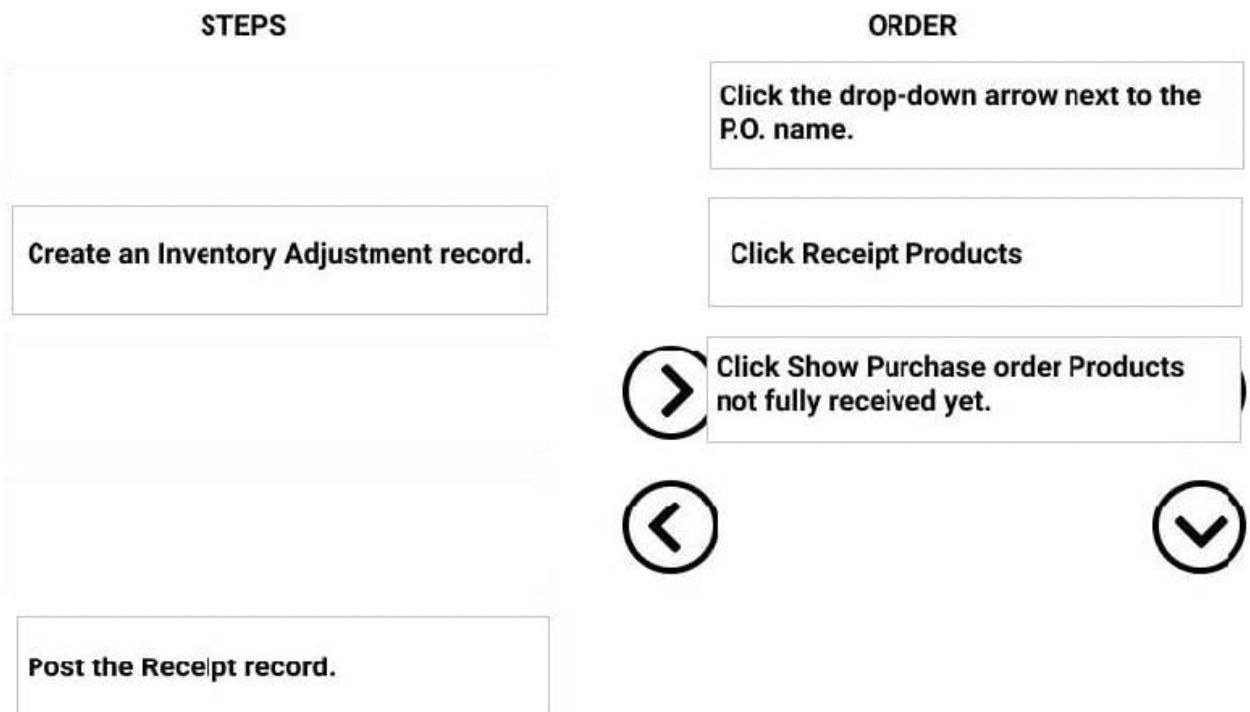 STEPS
ORDER
Click the drop-down arrow next to the
P.O. name.
Create an Inventory Adjustment record.
Click Receipt Products
Click Show Purchase order Products
not fully received yet.
Post the Receipt record.